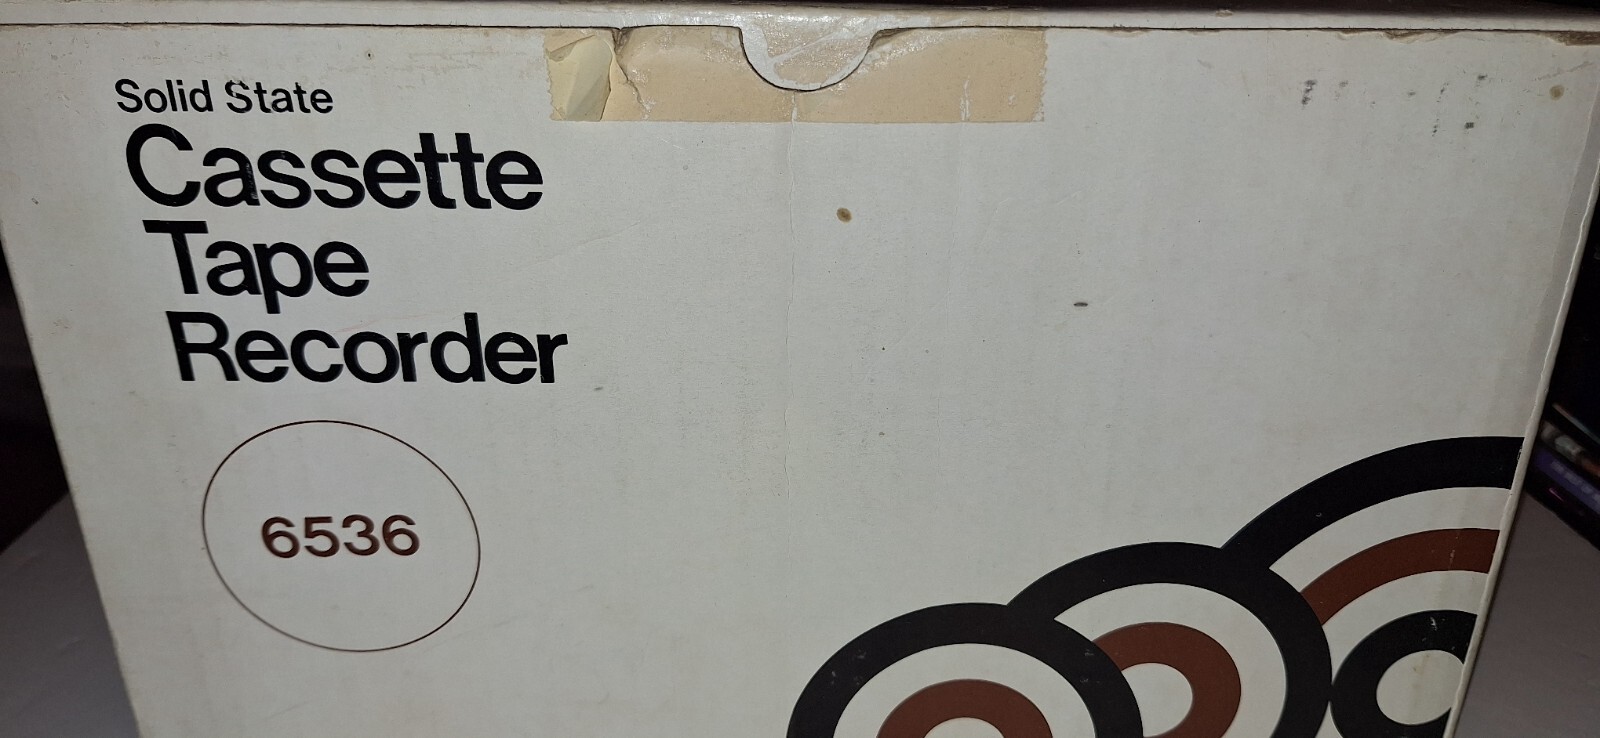 Solid State
Cassette
Tape
Recorder
6536